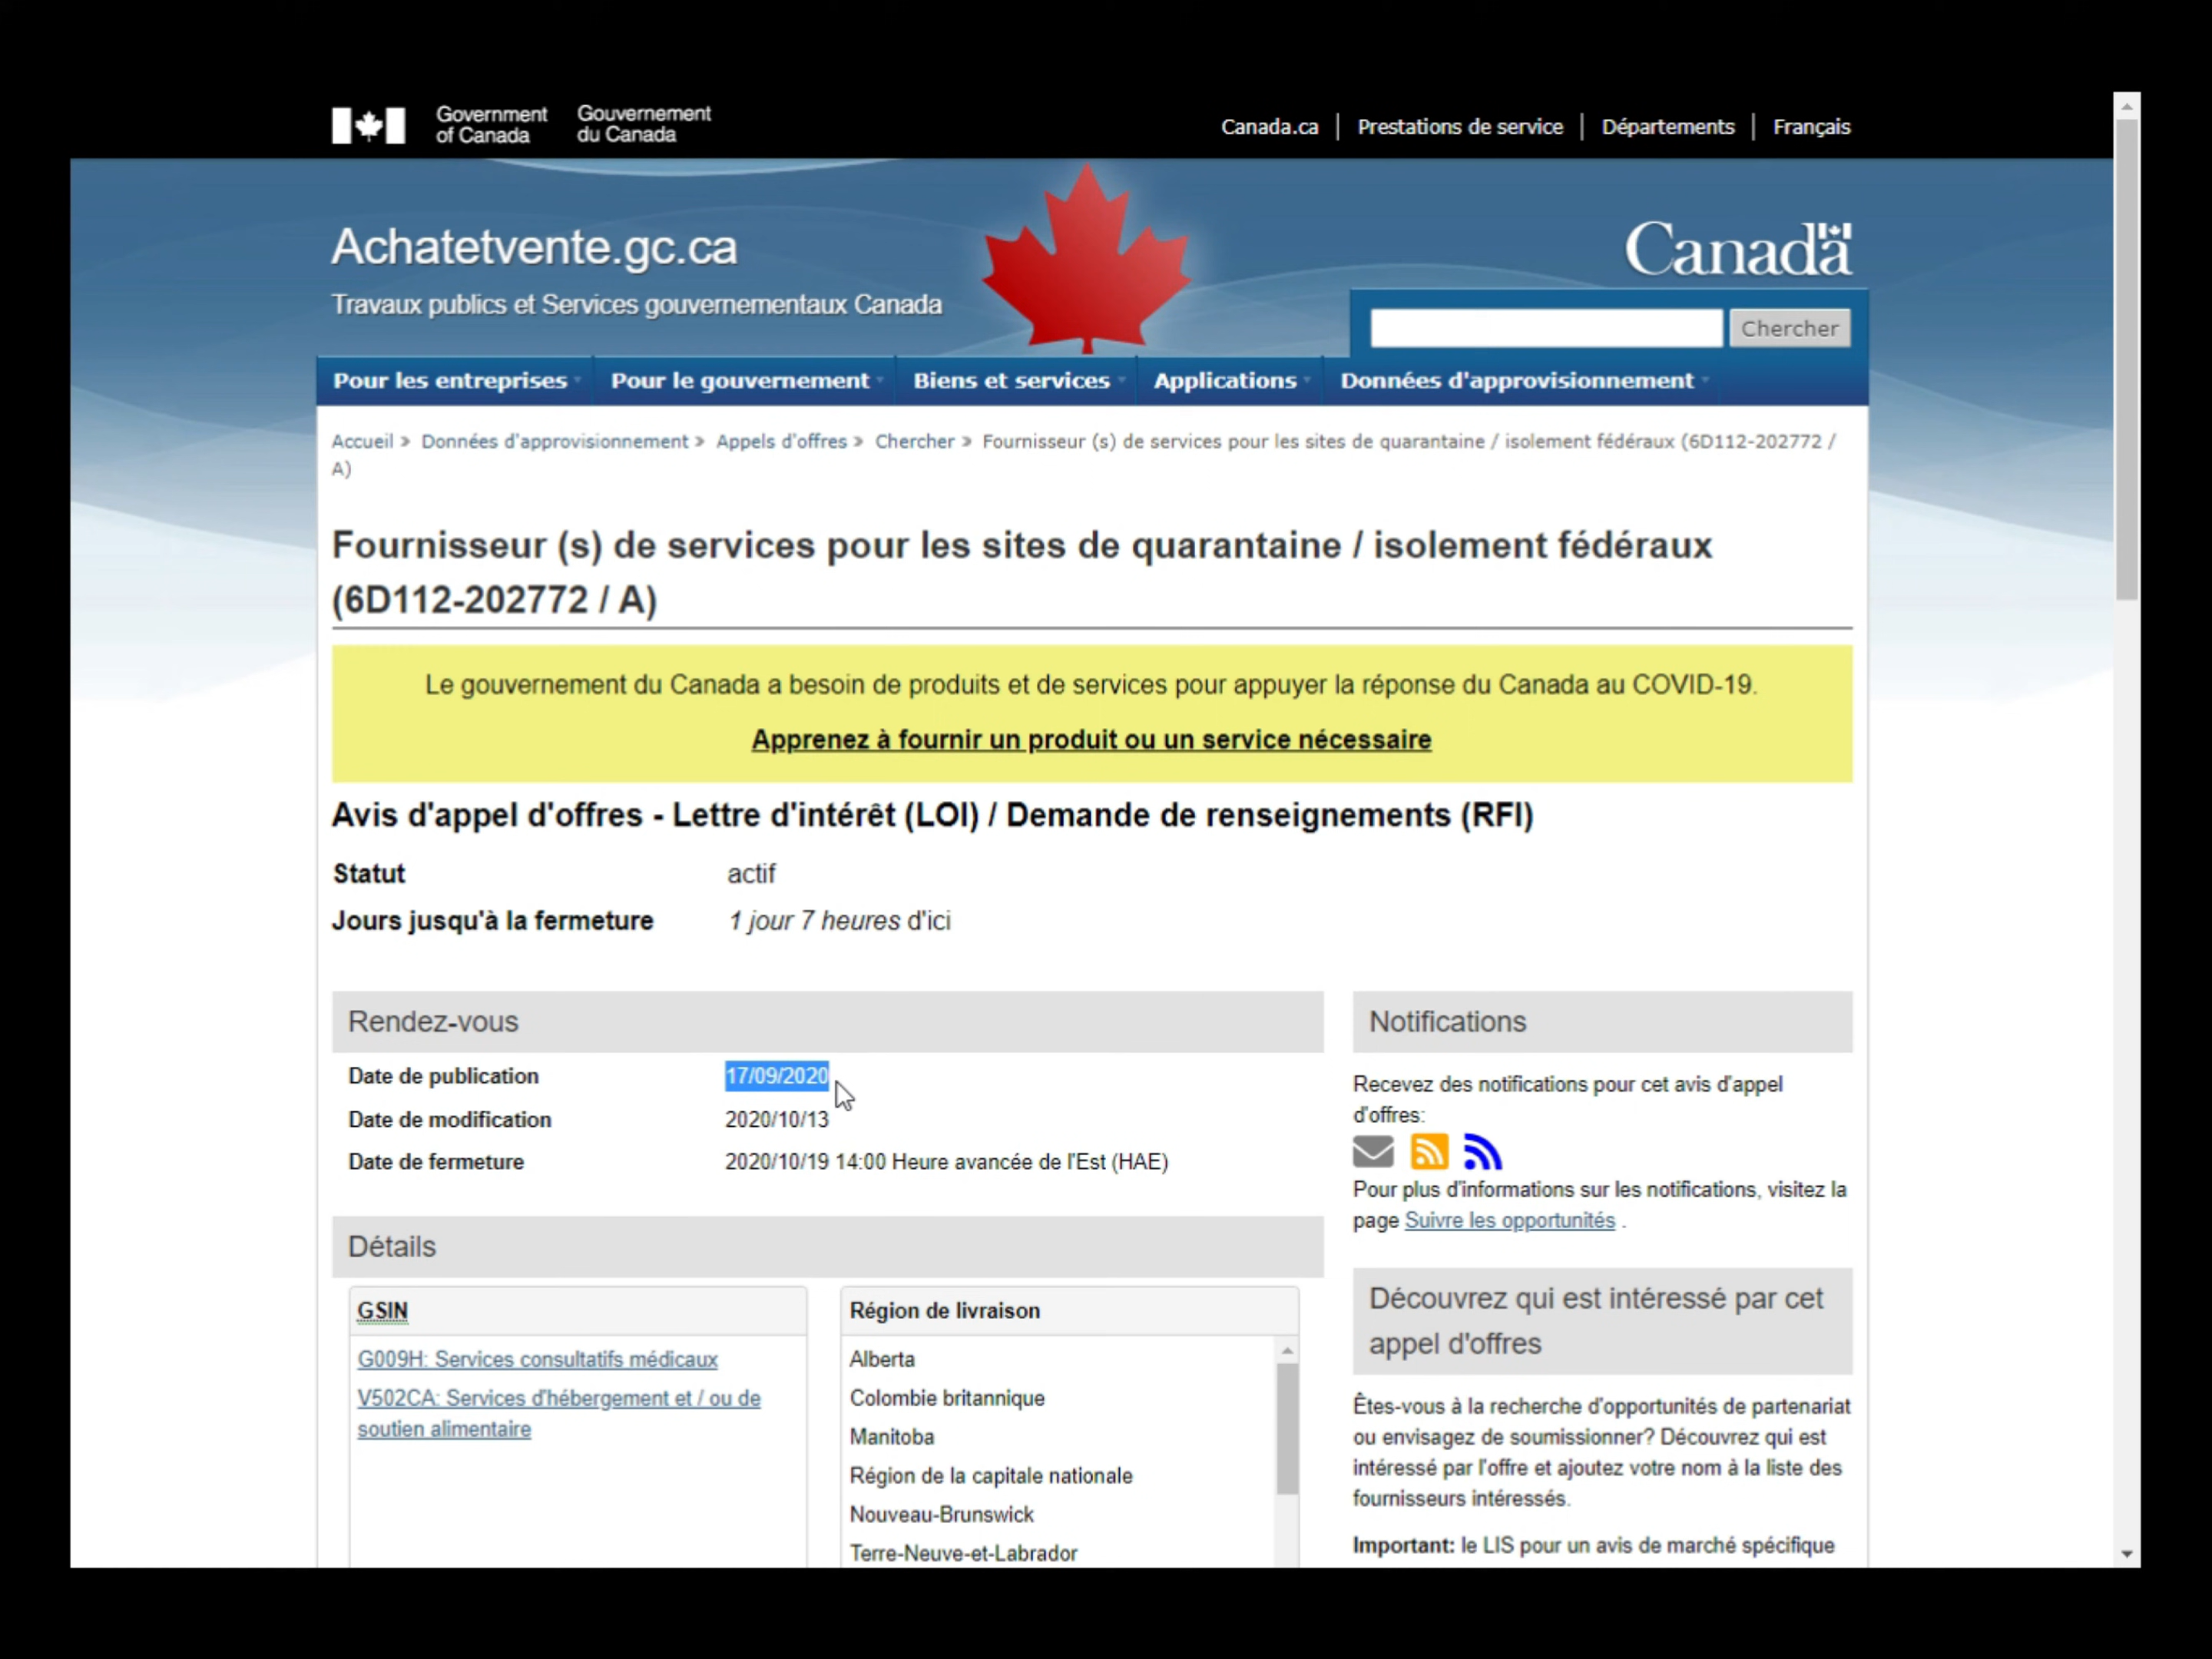 Government of Canada
Gouvernement du Canada
Canada.ca | Prestations de service | Départements | Français
Achatetvente.gc.ca
Travaux publics et Services gouvernementaux Canada
Canada
Chercher
Pour les entreprises Pour le gouvernement Biens et services Applications Données d'approvisionnement
Accueil » Données d'approvisionnement » Appels d'offres » Chercher » Fournisseur (s) de services pour les sites de quarantaine / isolement fédéraux (6D112-202772 /
A)
Fournisseur (s) de services pour les sites de quarantaine / isolement fédéraux
(6D112-202772 / A)
Le gouvernement du Canada a besoin de produits et de services pour appuyer la réponse du Canada au COVID-19.
Apprenez à fournir un produit ou un service nécessaire
Avis d'appel d'offres - Lettre d'intérêt (LOI) / Demande de renseignements (RFI)
Statut actif
Jours jusqu'à la fermeture 1 jour 7 heures d'ici
Rendez-vous
Date de publication 17/09/2020
Date de modification 2020/10/13
Date de fermeture 2020/10/19 14:00 Heure avancée de l'Est (HAE)
Détails
GSIN
G009H: Services consultatifs médicaux
V502CA: Services d'hébergement et / ou de
soutien alimentaire
Région de livraison
Alberta
Colombie britannique
Manitoba
Région de la capitale nationale
Nouveau-Brunswick
Terre-Neuve-et-Labrador
Notifications
Recevez des notifications pour cet avis d'appel
d'offres:
Pour plus d'informations sur les notifications, visitez la
page Suivre les opportunités .
Découvrez qui est intéressé par cet
appel d'offres
Êtes-vous à la recherche d'opportunités de partenariat
ou envisagez de soumissionner? Découvrez qui est
intéressé par l'offre et ajoutez votre nom à la liste des
fournisseurs intéressés.
Important: le LIS pour un avis de marché spécifique